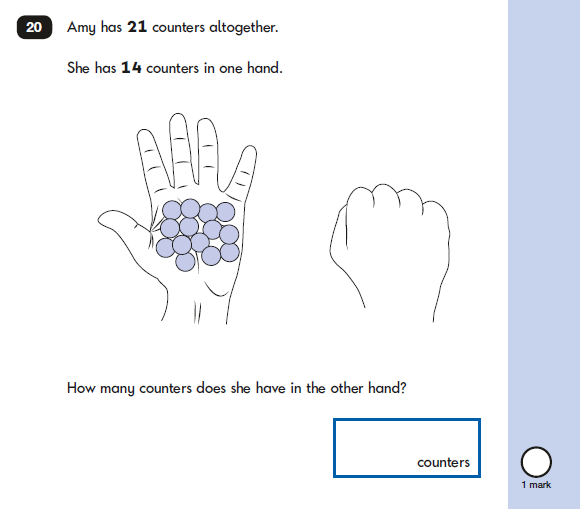 20
Amy has 21 counters altogether.
She has 14 counters in one hand.
How many counters does she have in the other hand?
counters
1 mark